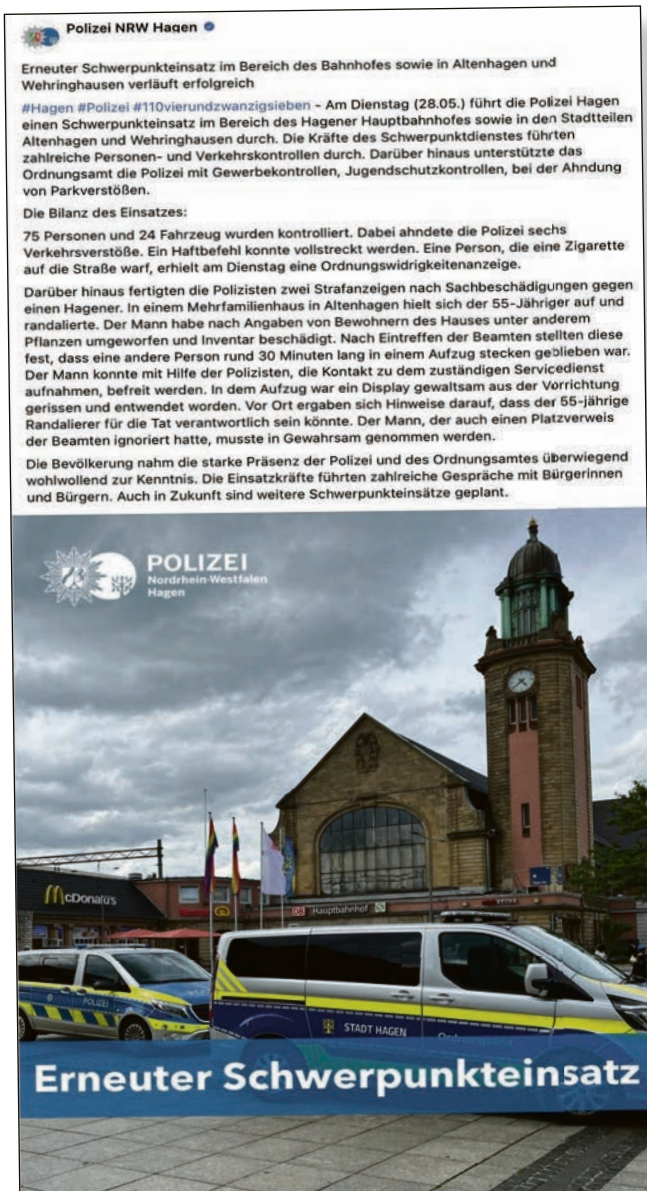 Polizei NRW Hagen
Erneuter Schwerpunkteinsatz im Bereich des Bahnhofes sowie in Altenhagen und
Wehringhausen verläuft erfolgreich
#Hagen #Polizei #110vierundzwanzigsieben - Am Dienstag (28.05.) führt die Polizei Hagen
einen Schwerpunkteinsatz im Bereich des Hagener Hauptbahnhofes sowie in den Stadtteilen
Altenhagen und Wehringhausen durch. Die Kräfte des Schwerpunktdienstes führten
zahlreiche Personen- und Verkehrskontrollen durch. Darüber hinaus unterstützte das
Ordnungsamt die Polizei mit Gewerbekontrollen, Jugendschutzkontrollen, bei der Ahndung
von Parkverstößen.
Die Bilanz des Einsatzes:
75 Personen und 24 Fahrzeug wurden kontrolliert. Dabei ahndete die Polizei sechs
Verkehrsverstöße. Ein Haftbefehl konnte vollstreckt werden. Eine Person, die eine Zigarette
auf die Straße warf, erhielt am Dienstag eine Ordnungswidrigkeitenanzeige.
Darüber hinaus fertigten die Polizisten zwei Strafanzeigen nach Sachbeschädigungen gegen
einen Hagener. In einem Mehrfamilienhaus in Altenhagen hielt sich der 55-Jähriger auf und
randalierte. Der Mann habe nach Angaben von Bewohnern des Hauses unter anderem
Pflanzen umgeworfen und Inventar beschädigt. Nach Eintreffen der Beamten stellten diese
fest, dass eine andere Person rund 30 Minuten lang in einem Aufzug stecken geblieben war.
Der Mann konnte mit Hilfe der Polizisten, die Kontakt zu dem zuständigen Servicedienst
aufnahmen, befreit werden. In dem Aufzug war ein Display gewaltsam aus der Vorrichtung
gerissen und entwendet worden. Vor Ort ergaben sich Hinweise darauf, dass der 55-jährige
Randalierer für die Tat verantwortlich sein könnte. Der Mann, der auch einen Platzverweis
der Beamten ignoriert hatte, musste in Gewahrsam genommen werden.
Die Bevölkerung nahm die starke Präsenz der Polizei und des Ordnungsamtes überwiegend
wohlwollend zur Kenntnis. Die Einsatzkräfte führten zahlreiche Gespräche mit Bürgerinnen
und Bürgern. Auch in Zukunft sind weitere Schwerpunkteinsätze geplant.
POLIZEI
Nordrhein-Westfalen
Hagen
McDonald's
DB Hauptbahnhof
POLIZEI
STADT HAGEN
Erneuter Schwerpunkteinsatz